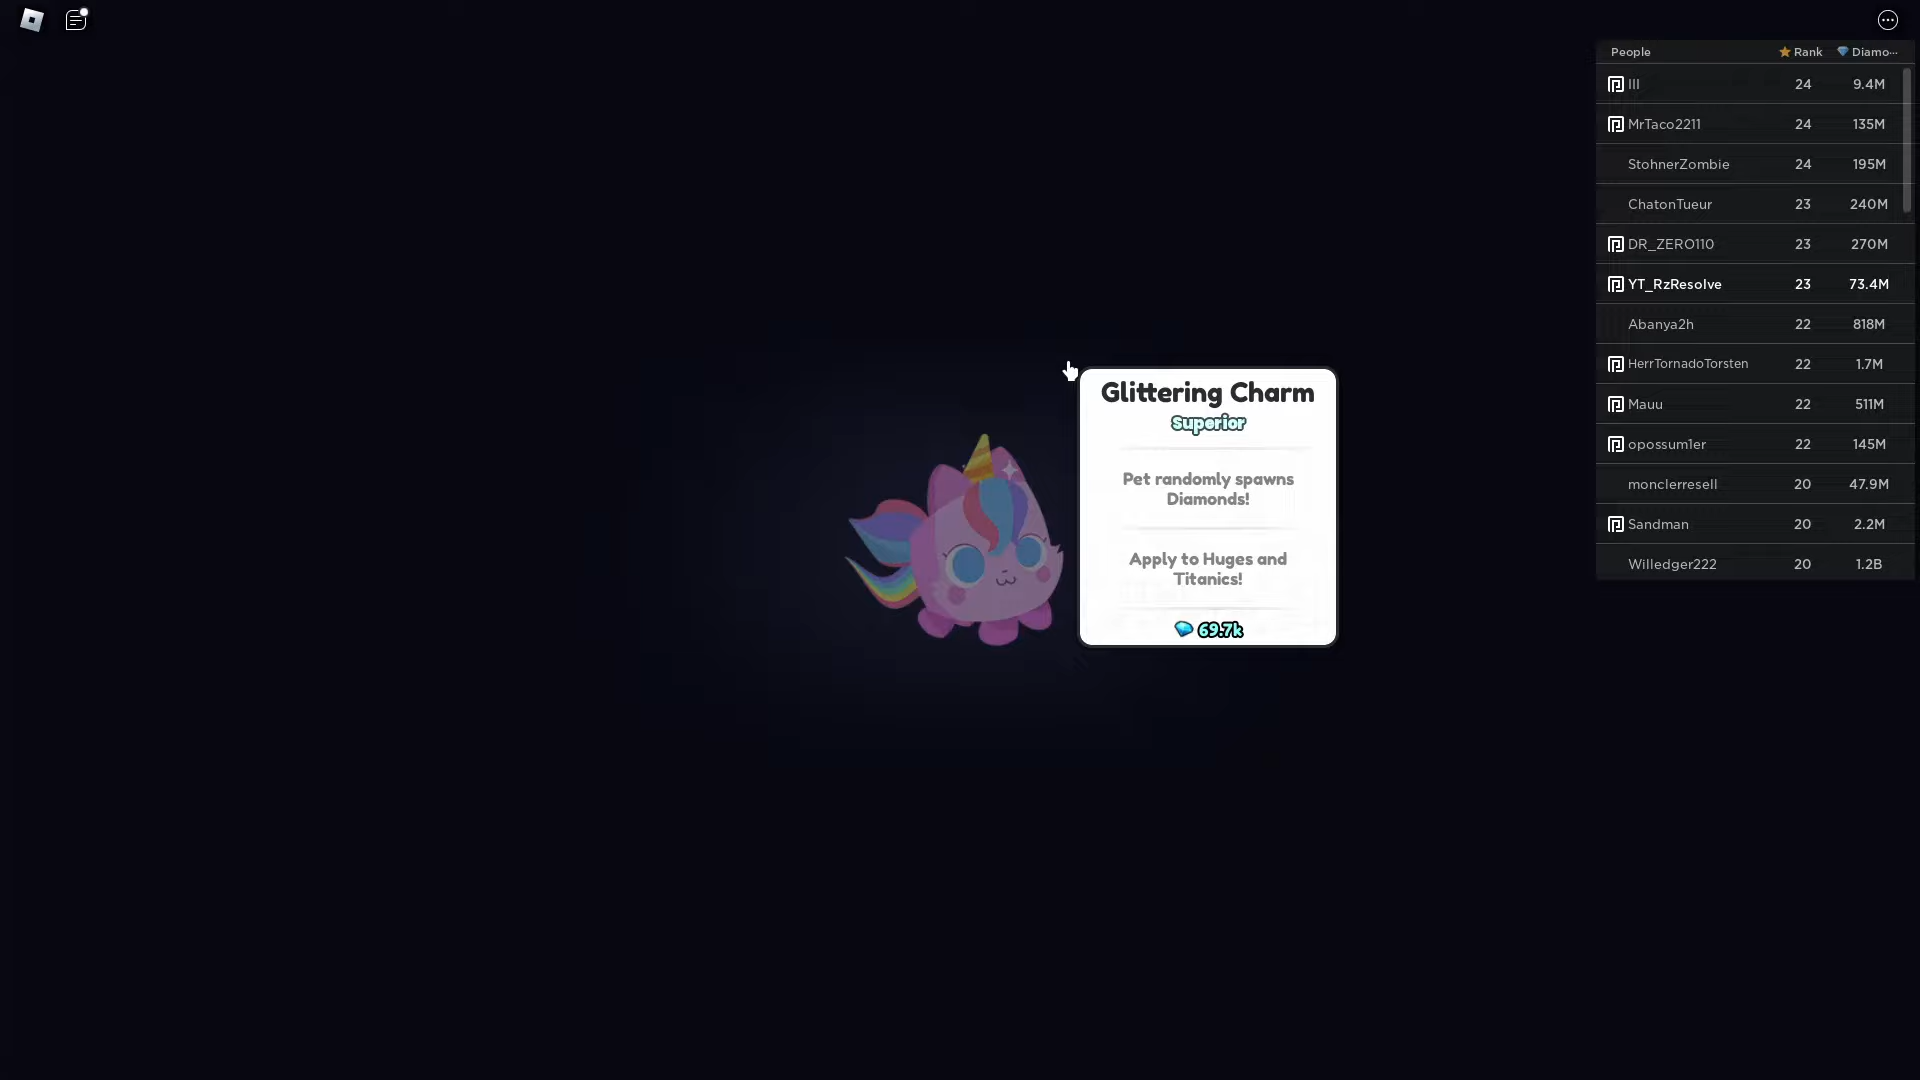 People Rank Diamo...
III 24 9.4M
MrTaco2211 24 135M
StohnerZombie 24 195M
ChatonTueur 23 240M
DR_ZERO110 23 270M
YT_RzResolve 23 73.4M
Abanya2h 22 818M
HerrTornadoTorsten 22 1.7M
Mauu 22 511M
opossum1er 22 145M
monclerresell 20 47.9M
Sandman 20 2.2M
Willedger222 20 1.2B
Glittering Charm
Superior
Pet randomly spawns
Diamonds!
Apply to Huges and
Titanics!
69.7k